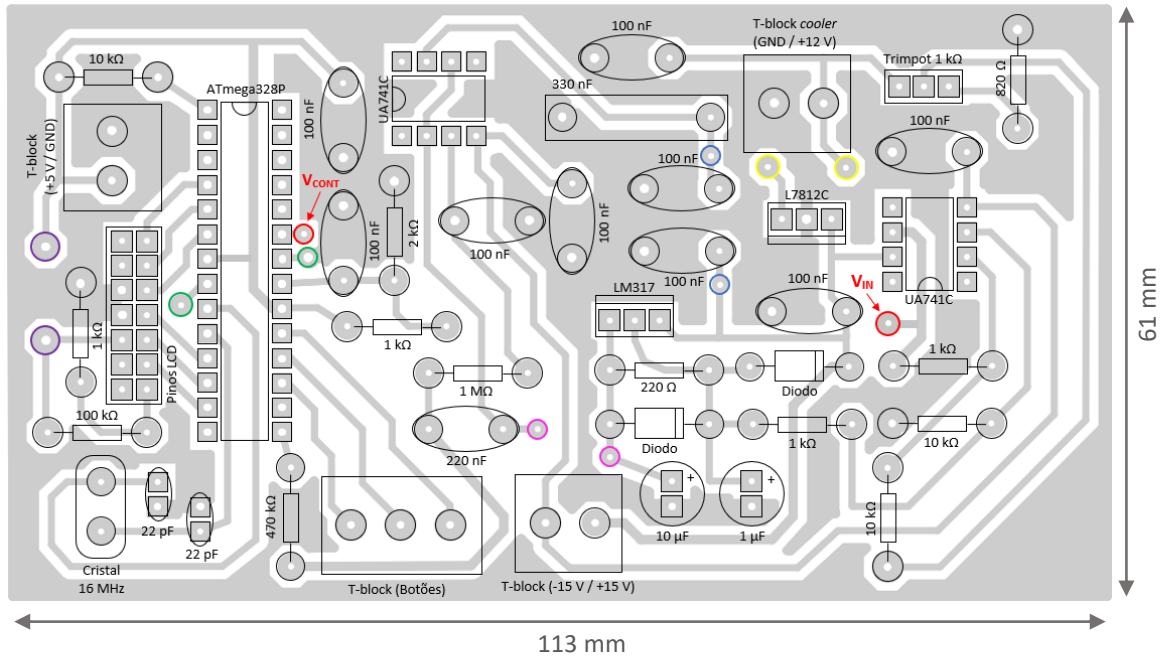 100 nF
T-block cooler
(GND / +12 V)
10 kΩ
ATmega328P
UA741C
330 nF
Trimpot 1 kΩ
820 Ω
T-block
(+5 V / GND)
100 nF
100 nF
100 nF
L7812C
V_CONT
100 nF
2 kΩ
100 nF
100 nF
100 nF
LM317
100 nF
V_IN
UA741C
1 kΩ
Pinos LCD
1 kΩ
1 MΩ
220 Ω
Diodo
1 kΩ
100 kΩ
220 nF
Diodo
1 kΩ
10 kΩ
22 pF
22 pF
470 kΩ
+
+
10 µF
1 µF
10 kΩ
Cristal
16 MHz
T-block (Botões)
T-block (-15 V / +15 V)
61 mm
113 mm